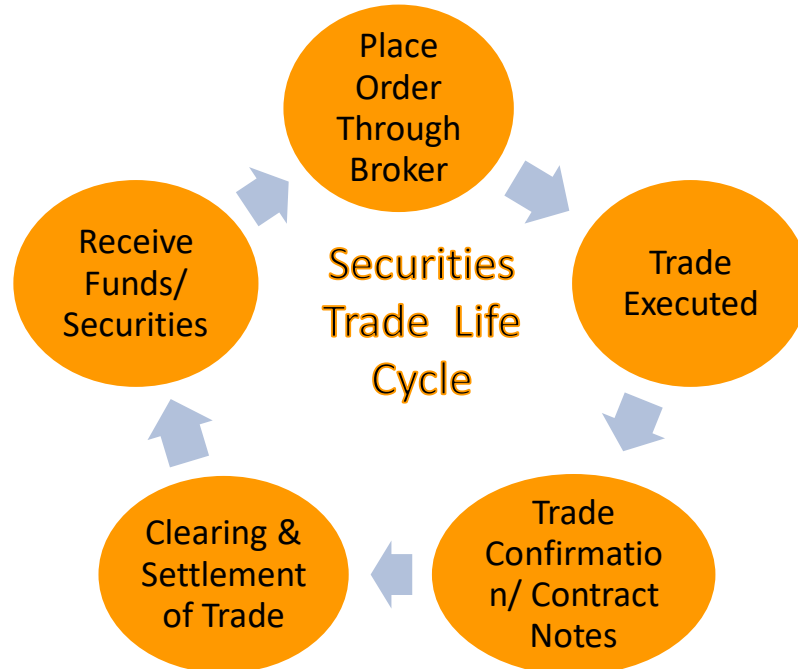 Place
Order
Through
Broker
Trade
Executed
Trade
Confirmatio
n/ Contract
Notes
Clearing &
Settlement
of Trade
Receive
Funds/
Securities
Securities
Trade Life
Cycle